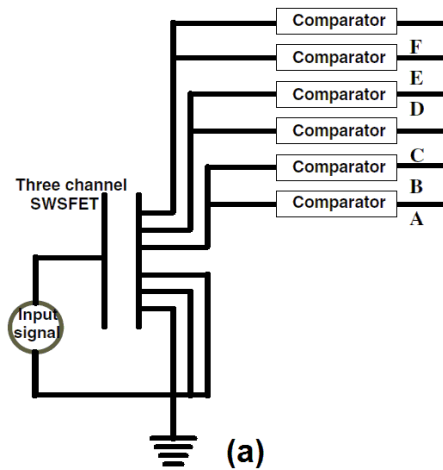 Comparator
F
Comparator
E
Comparator
D
Comparator
C
Comparator
B
Comparator
A
Three channel
SWSFET
Input
signal
(a)